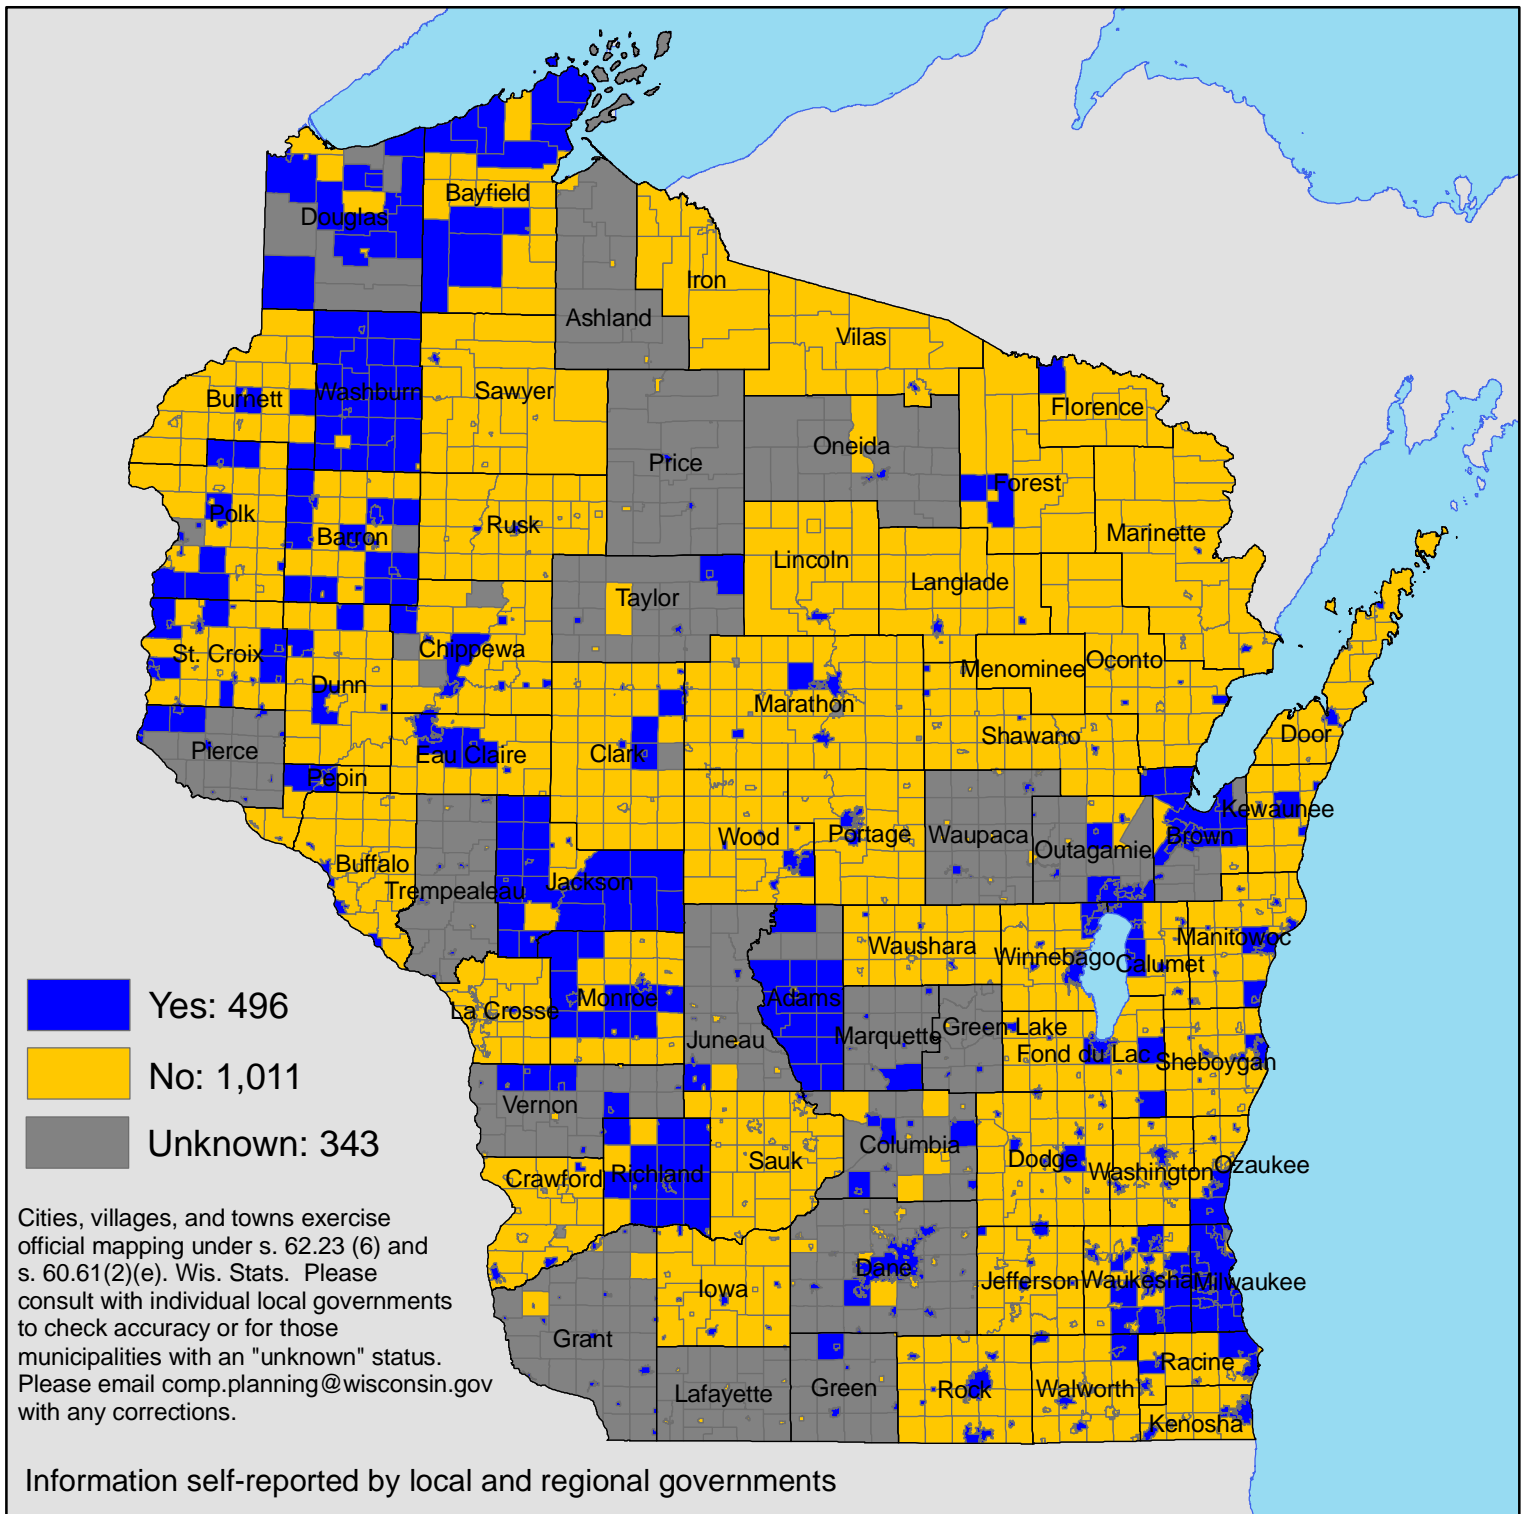 Bayfield
Douglas
Iron
Ashland
Vilas
Washburn
Sawyer
Burnett
Florence
Oneida
Price
Forest
Polk
Rusk
Barron
Marinette
Lincoln
Langlade
Taylor
Chippewa
St. Croix
Menominee
Oconto
Dunn
Marathon
Door
Shawano
Pierce
Eau Claire
Clark
Pepin
Kewaunee
Wood
Portage
Waupaca
Brown
Outagamie
Buffalo
Jackson
Trempealeau
Manitowoc
Waushara
Winnebago
Calumet
Monroe
Adams
La Crosse
Green Lake
Marquette
Juneau
Fond du Lac
Sheboygan
Vernon
Columbia
Dodge
Sauk
Ozaukee
Washington
Richland
Crawford
Dane
Jefferson
Waukesha
Milwaukee
Iowa
Grant
Racine
Green
Rock
Walworth
Lafayette
Kenosha
Yes: 496
No: 1,011
Unknown: 343
Cities, villages, and towns exercise
official mapping under s. 62.23 (6) and
s. 60.61(2)(e). Wis. Stats. Please
consult with individual local governments
to check accuracy or for those
municipalities with an "unknown" status.
Please email comp.planning@wisconsin.gov
with any corrections.
Information self-reported by local and regional governments